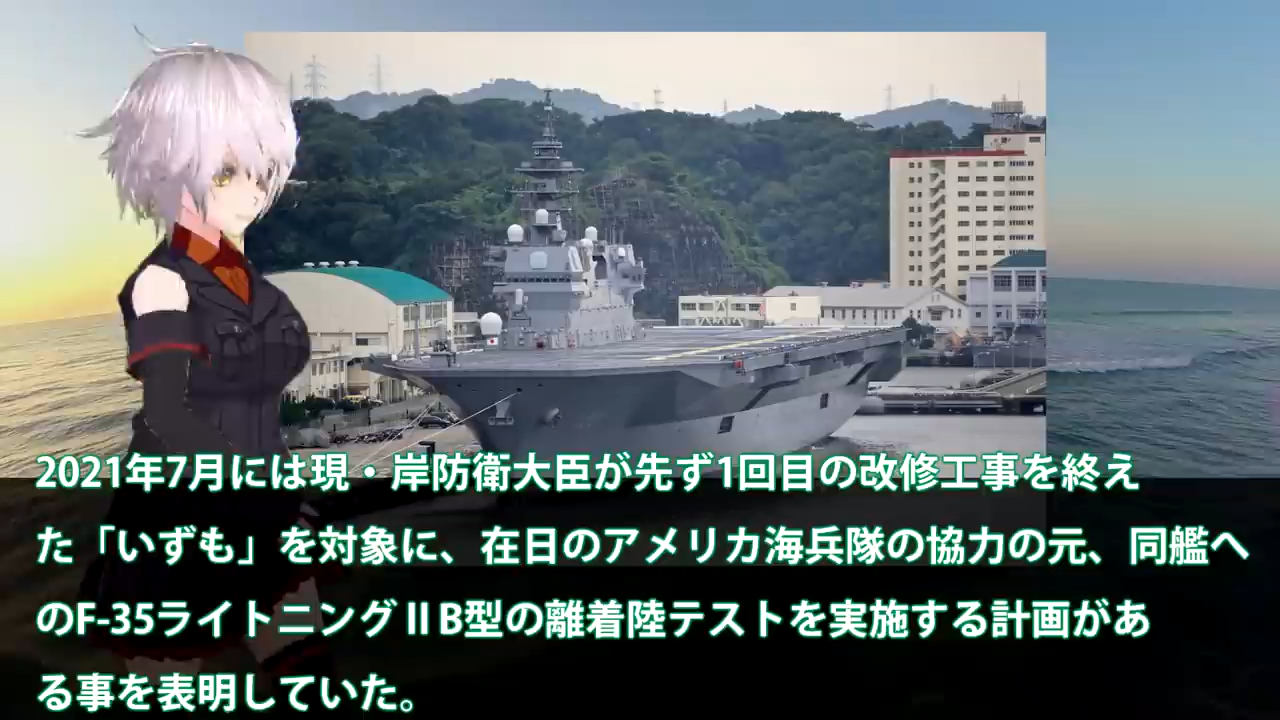 2021年7月には現・岸防衛大臣が先ず1回目の改修工事を終え
た「いずも」を対象に、在日のアメリカ海兵隊の協力の元、同艦へ
のF-35ライトニングⅡB型の離着陸テストを実施する計画があ
る事を表明していた。